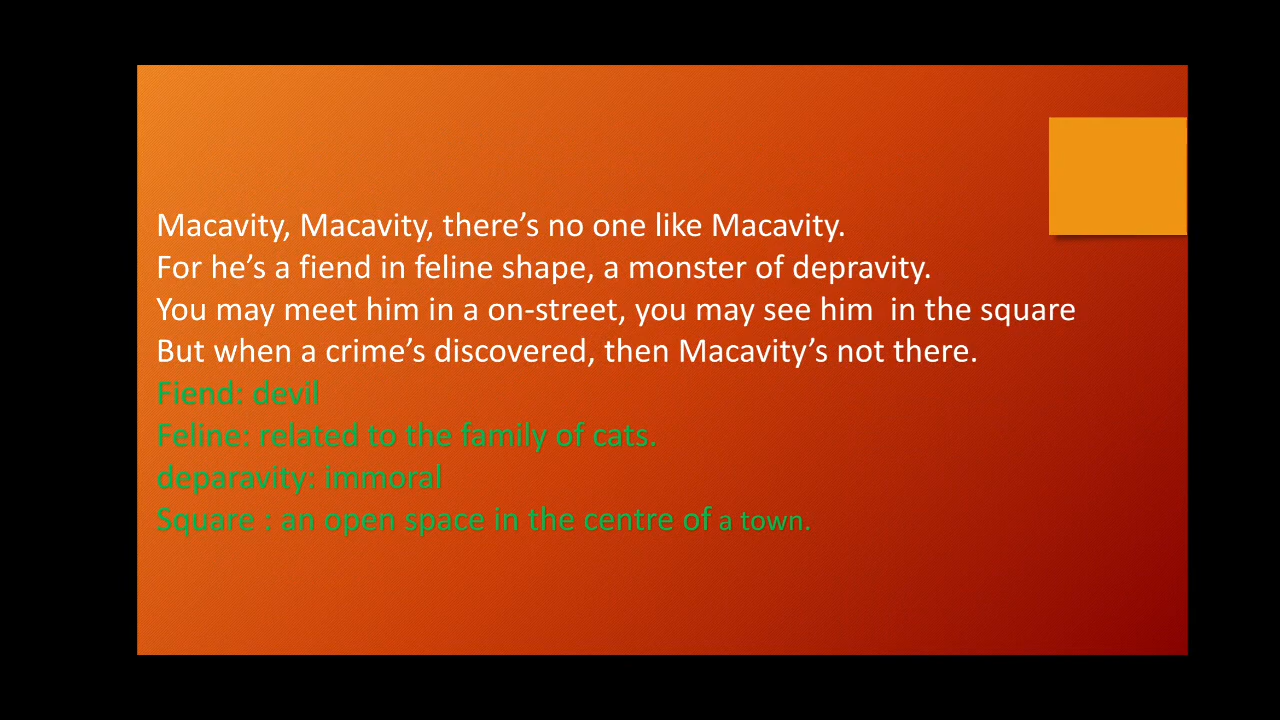 Macavity, Macavity, there’s no one like Macavity.
For he’s a fiend in feline shape, a monster of depravity.
You may meet him in a on-street, you may see him  in the square
But when a crime’s discovered, then Macavity’s not there.
Fiend: devil
Feline: related to the family of cats.
deparavity: immoral
Square : an open space in the centre of a town.